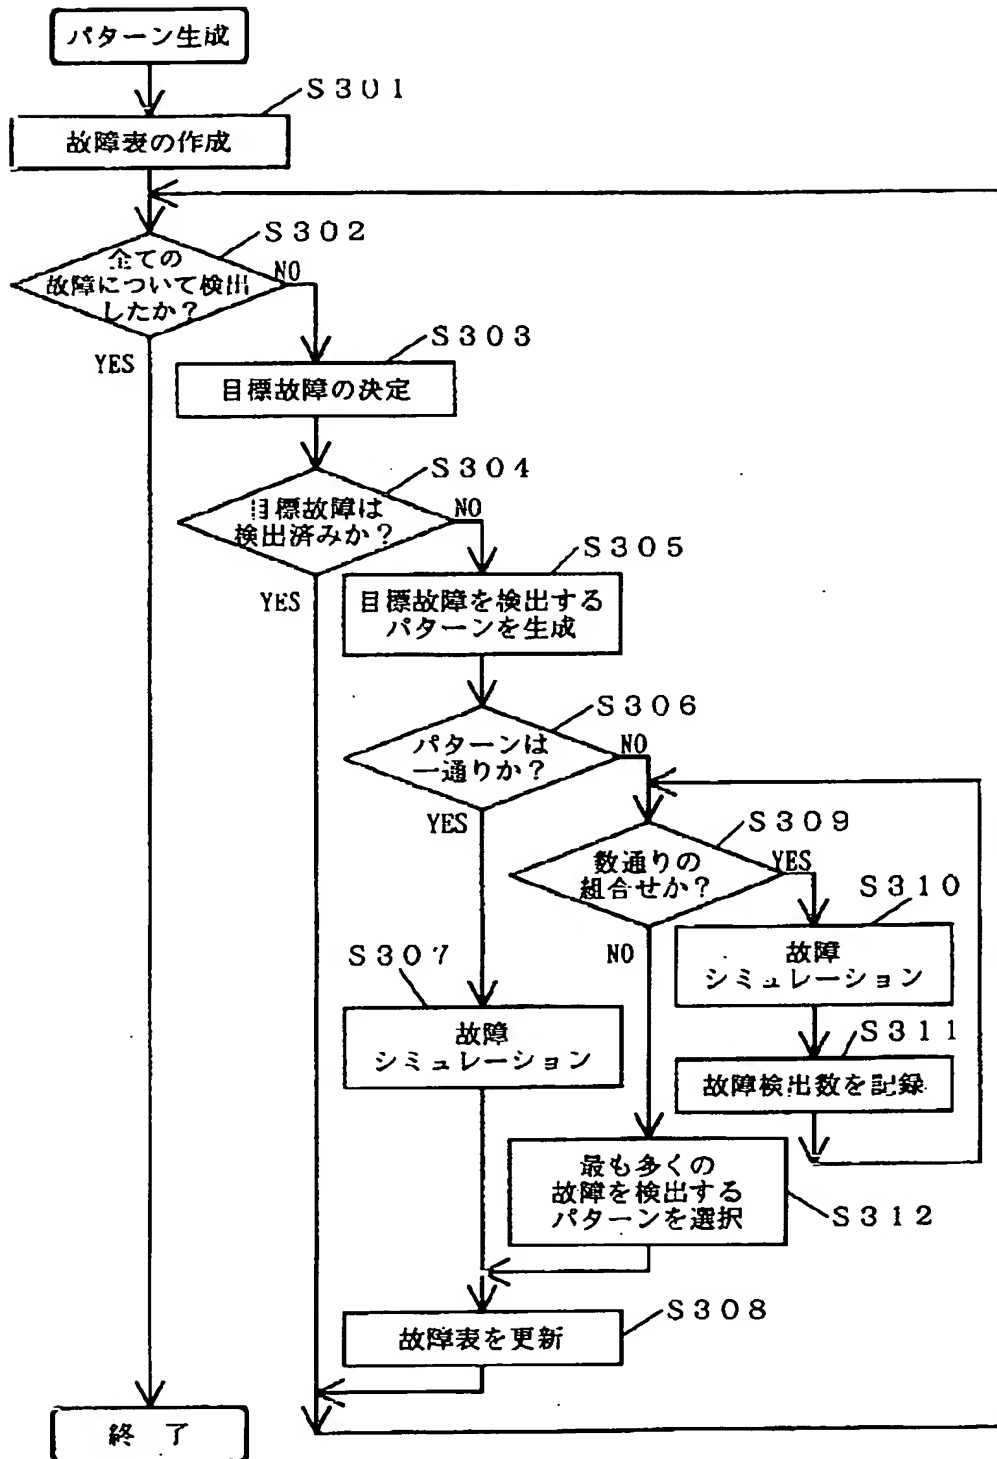 パターン生成
S301
故障表の作成
S302
全ての
故障について検出
したか？
NO
YES
S303
目標故障の決定
S304
目標故障は
検出済みか？
NO
YES
S305
目標故障を検出する
パターンを生成
S306
パターンは
一通りか？
NO
YES
S309
数通りの
組合せか？
YES
NO
S310
故障
シミュレーション
S307
故障
シミュレーション
S311
故障検出数を記録
最も多くの
故障を検出する
パターンを選択
S312
S308
故障表を更新
終 了